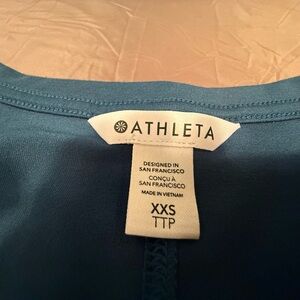 ATHLETA
DESIGNED IN
SAN FRANCISCO
CONÇU À
SAN FRANCISCO
MADE IN VIETNAM
XXS
TTP